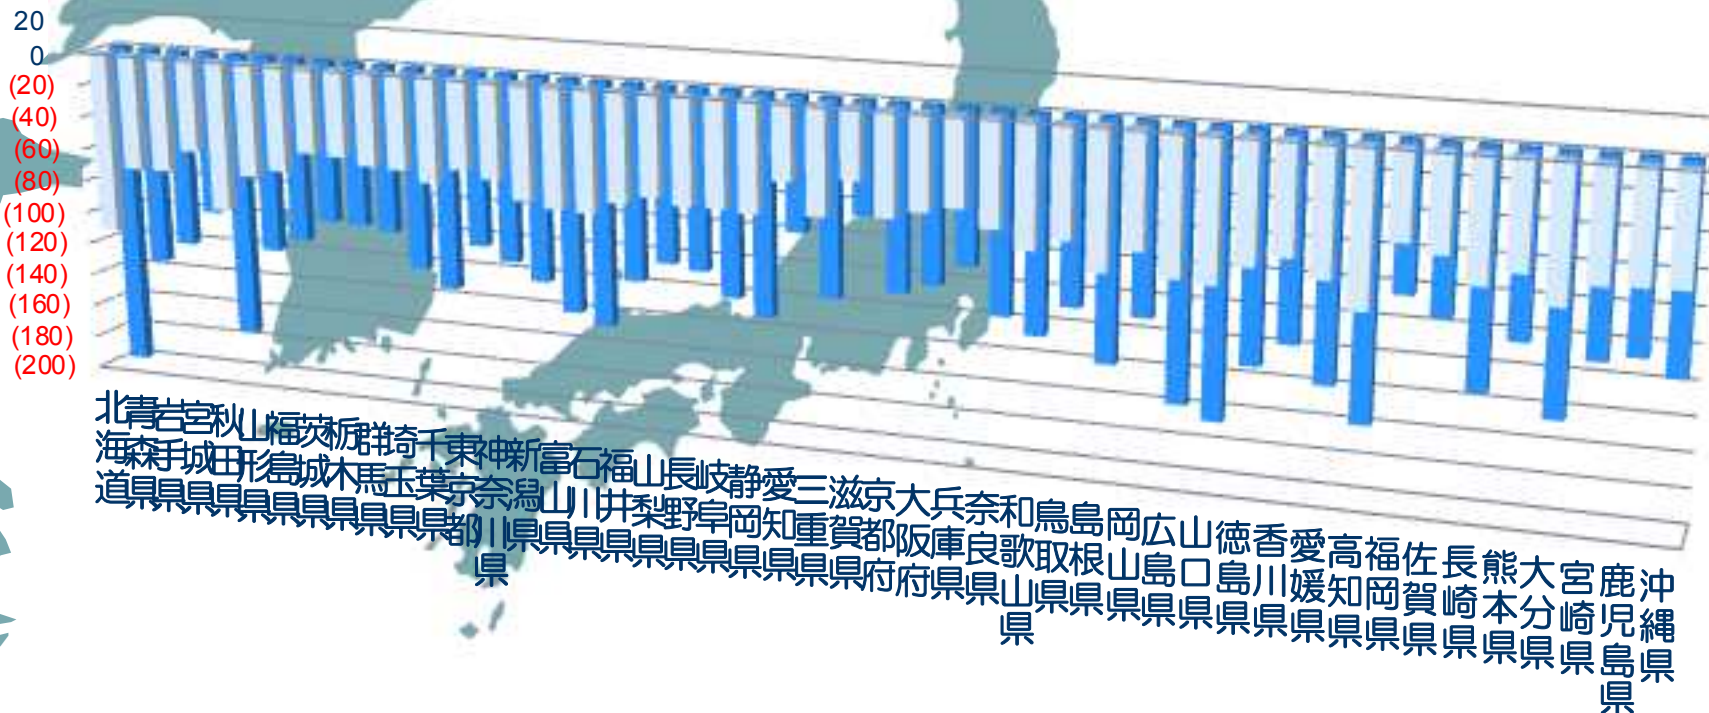 20
0
(20)
(40)
(60)
(80)
(100)
(120)
(140)
(160)
(180)
(200)
北海道
青森県
岩手県
宮城県
秋田県
山形県
福島県
茨城県
栃木県
群馬県
埼玉県
千葉県
東京都
神奈川県
新潟県
富山県
石川県
福井県
山梨県
長野県
岐阜県
静岡県
愛知県
三重県
滋賀県
京都府
大阪府
兵庫県
奈良県
和歌山県
鳥取県
島根県
岡山県
広島県
山口県
徳島県
香川県
愛媛県
高知県
福岡県
佐賀県
長崎県
熊本県
大分県
宮崎県
鹿児島県
沖縄県